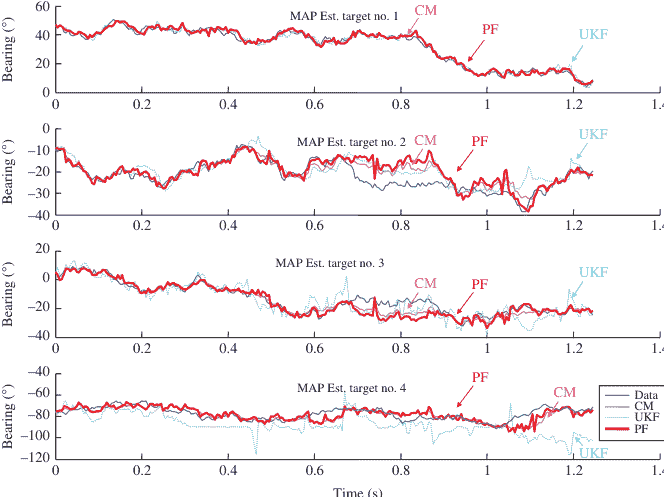 60
40
20
0
Bearing (°)
MAP Est. target no. 1
CM
PF
UKF
0 0.2 0.4 0.6 0.8 1 1.2 1.4
0
−10
−20
−30
−40
Bearing (°)
MAP Est. target no. 2
CM
PF
UKF
0 0.2 0.4 0.6 0.8 1 1.2 1.4
20
0
−20
−40
Bearing (°)
MAP Est. target no. 3
CM
PF
UKF
0 0.2 0.4 0.6 0.8 1 1.2 1.4
−40
−60
−80
−100
−120
Bearing (°)
MAP Est. target no. 4
PF
CM
UKF
Data
CM
UKF
PF
0 0.2 0.4 0.6 0.8 1 1.2 1.4
Time (s)